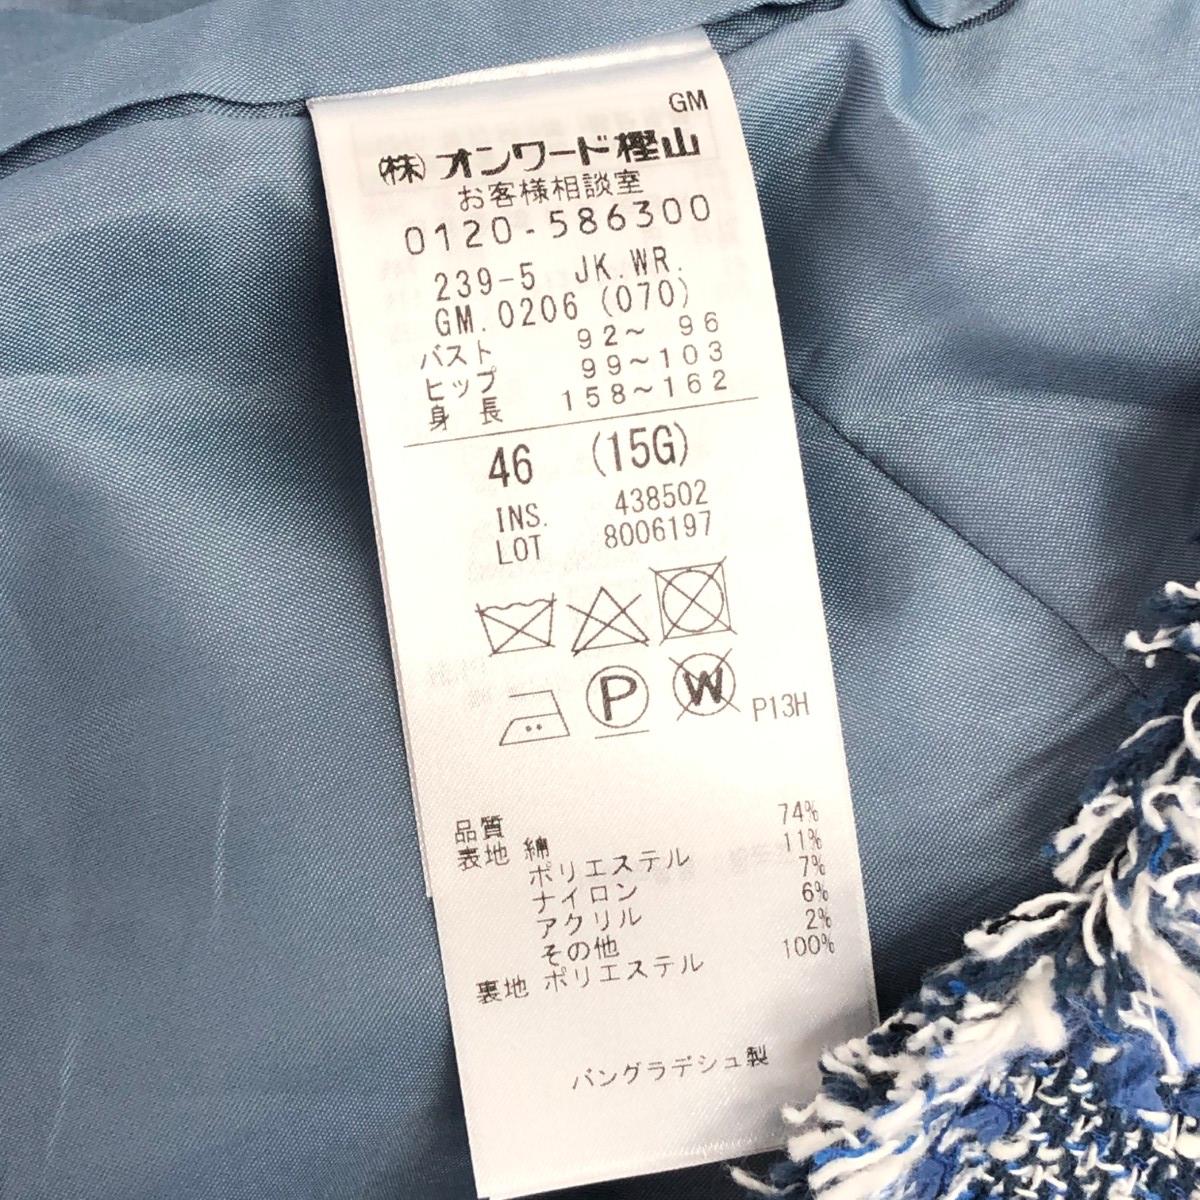 GM
㈱オンワード樫山
お客様相談室
0120-586300
239-5 JK.WR.
GM.0206 (070)
バスト 92～ 96
ヒップ 99～103
身 長 158～162
46 (15G)
INS. 438502
LOT 8006197
P
W
P13H
品質
表地 綿 74%
ポリエステル 11%
ナイロン 7%
アクリル 6%
その他 2%
裏地 ポリエステル 100%
バングラデシュ製